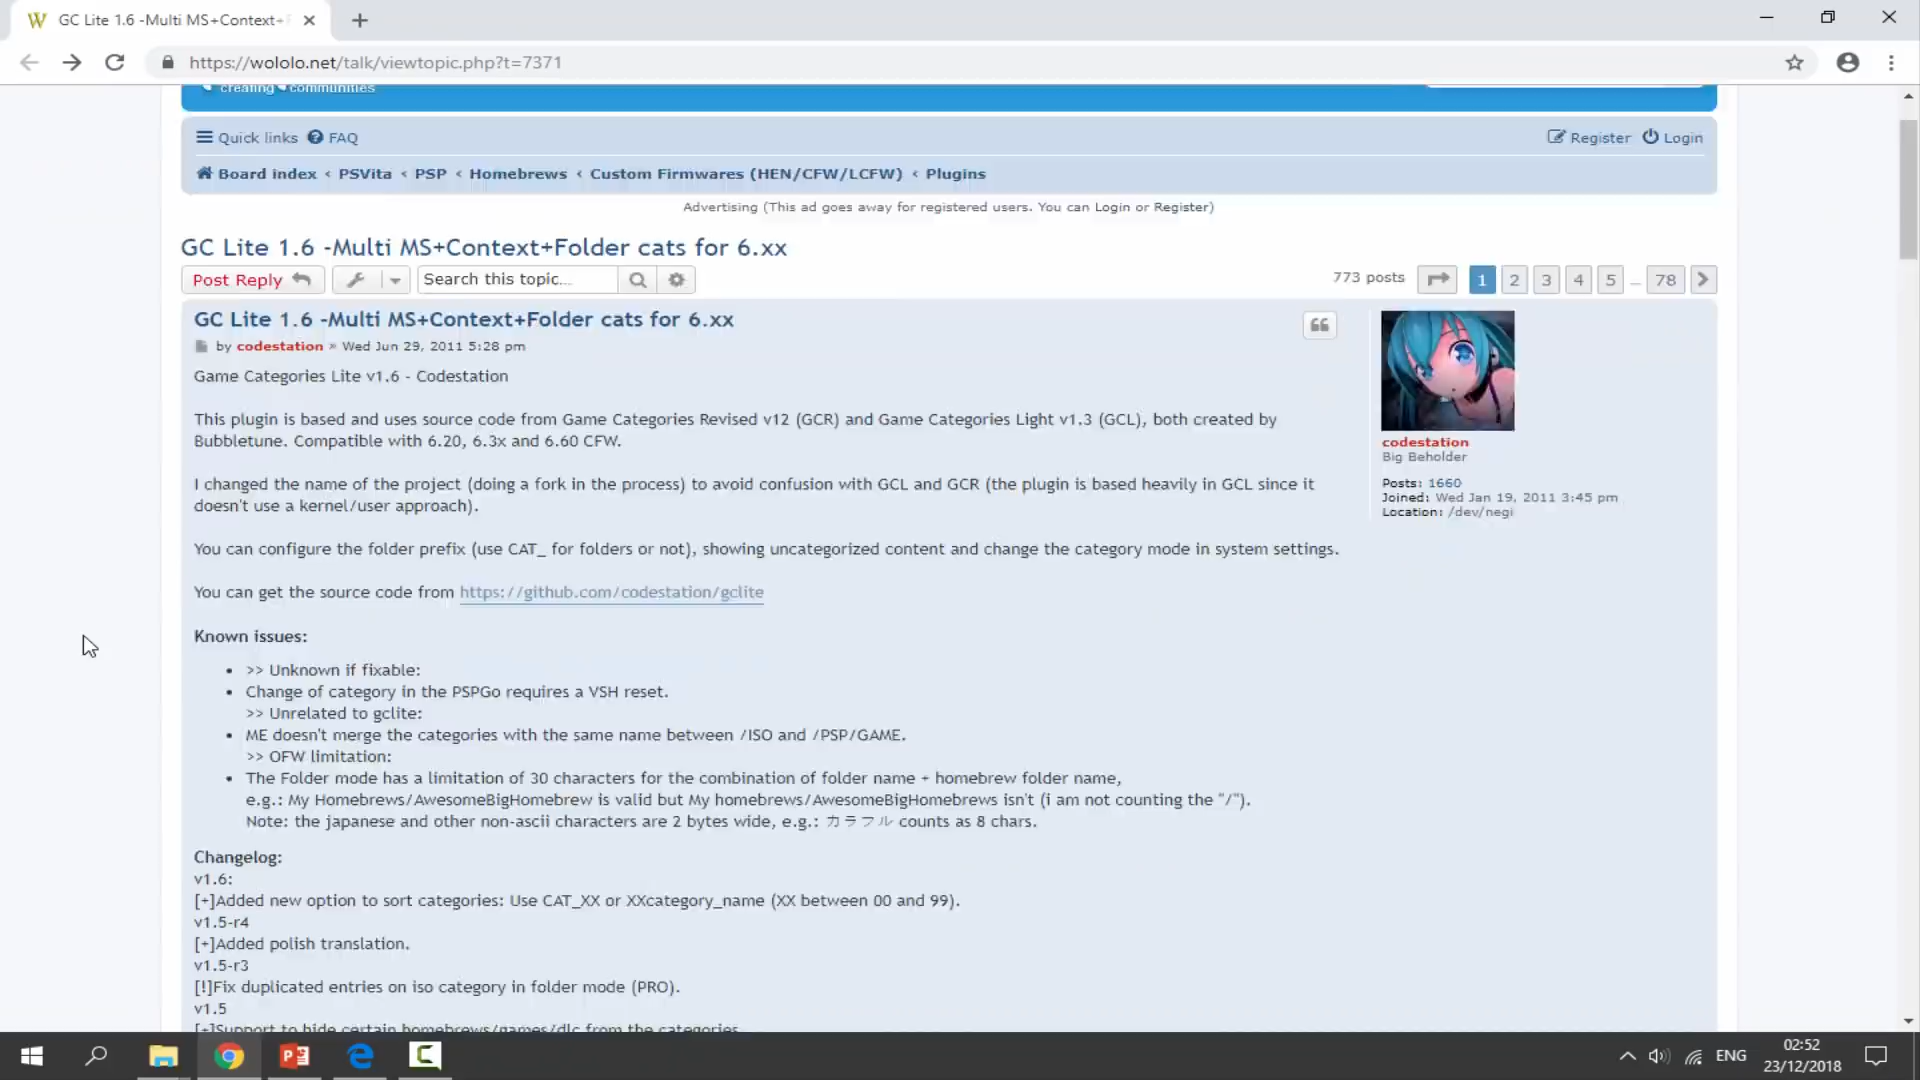 GC Lite 1.6 -Multi MS+Context+
https://wololo.net/talk/viewtopic.php?t=7371
creating communities
Quick links FAQ
Register Login
Board index ‹ PSVita ‹ PSP ‹ Homebrews ‹ Custom Firmwares (HEN/CFW/LCFW) ‹ Plugins
Advertising (This ad goes away for registered users. You can Login or Register)
GC Lite 1.6 -Multi MS+Context+Folder cats for 6.xx
Post Reply Search this topic... 773 posts 1 2 3 4 5 ... 78
GC Lite 1.6 -Multi MS+Context+Folder cats for 6.xx
by codestation » Wed Jun 29, 2011 5:28 pm
Game Categories Lite v1.6 - Codestation
This plugin is based and uses source code from Game Categories Revised v12 (GCR) and Game Categories Light v1.3 (GCL), both created by
Bubbletune. Compatible with 6.20, 6.3x and 6.60 CFW.
I changed the name of the project (doing a fork in the process) to avoid confusion with GCL and GCR (the plugin is based heavily in GCL since it
doesn't use a kernel/user approach).
You can configure the folder prefix (use CAT_ for folders or not), showing uncategorized content and change the category mode in system settings.
You can get the source code from https://github.com/codestation/gclite
Known issues:
• >> Unknown if fixable:
• Change of category in the PSPGo requires a VSH reset.
>> Unrelated to gclite:
• ME doesn't merge the categories with the same name between /ISO and /PSP/GAME.
>> OFW limitation:
• The Folder mode has a limitation of 30 characters for the combination of folder name + homebrew folder name,
e.g.: My Homebrews/AwesomeBigHomebrew is valid but My homebrews/AwesomeBigHomebrews isn't (i am not counting the "/").
Note: the japanese and other non-ascii characters are 2 bytes wide, e.g.: カラフル counts as 8 chars.
Changelog:
v1.6:
[+]Added new option to sort categories: Use CAT_XX or XXcategory_name (XX between 00 and 99).
v1.5-r4
[+]Added polish translation.
v1.5-r3
[!]Fix duplicated entries on iso category in folder mode (PRO).
v1.5
[+]Support to hide certain homebrews/games/dlc from the categories
codestation
Big Beholder
Posts: 1660
Joined: Wed Jan 19, 2011 3:45 pm
Location: /dev/negi
ENG
02:52
23/12/2018